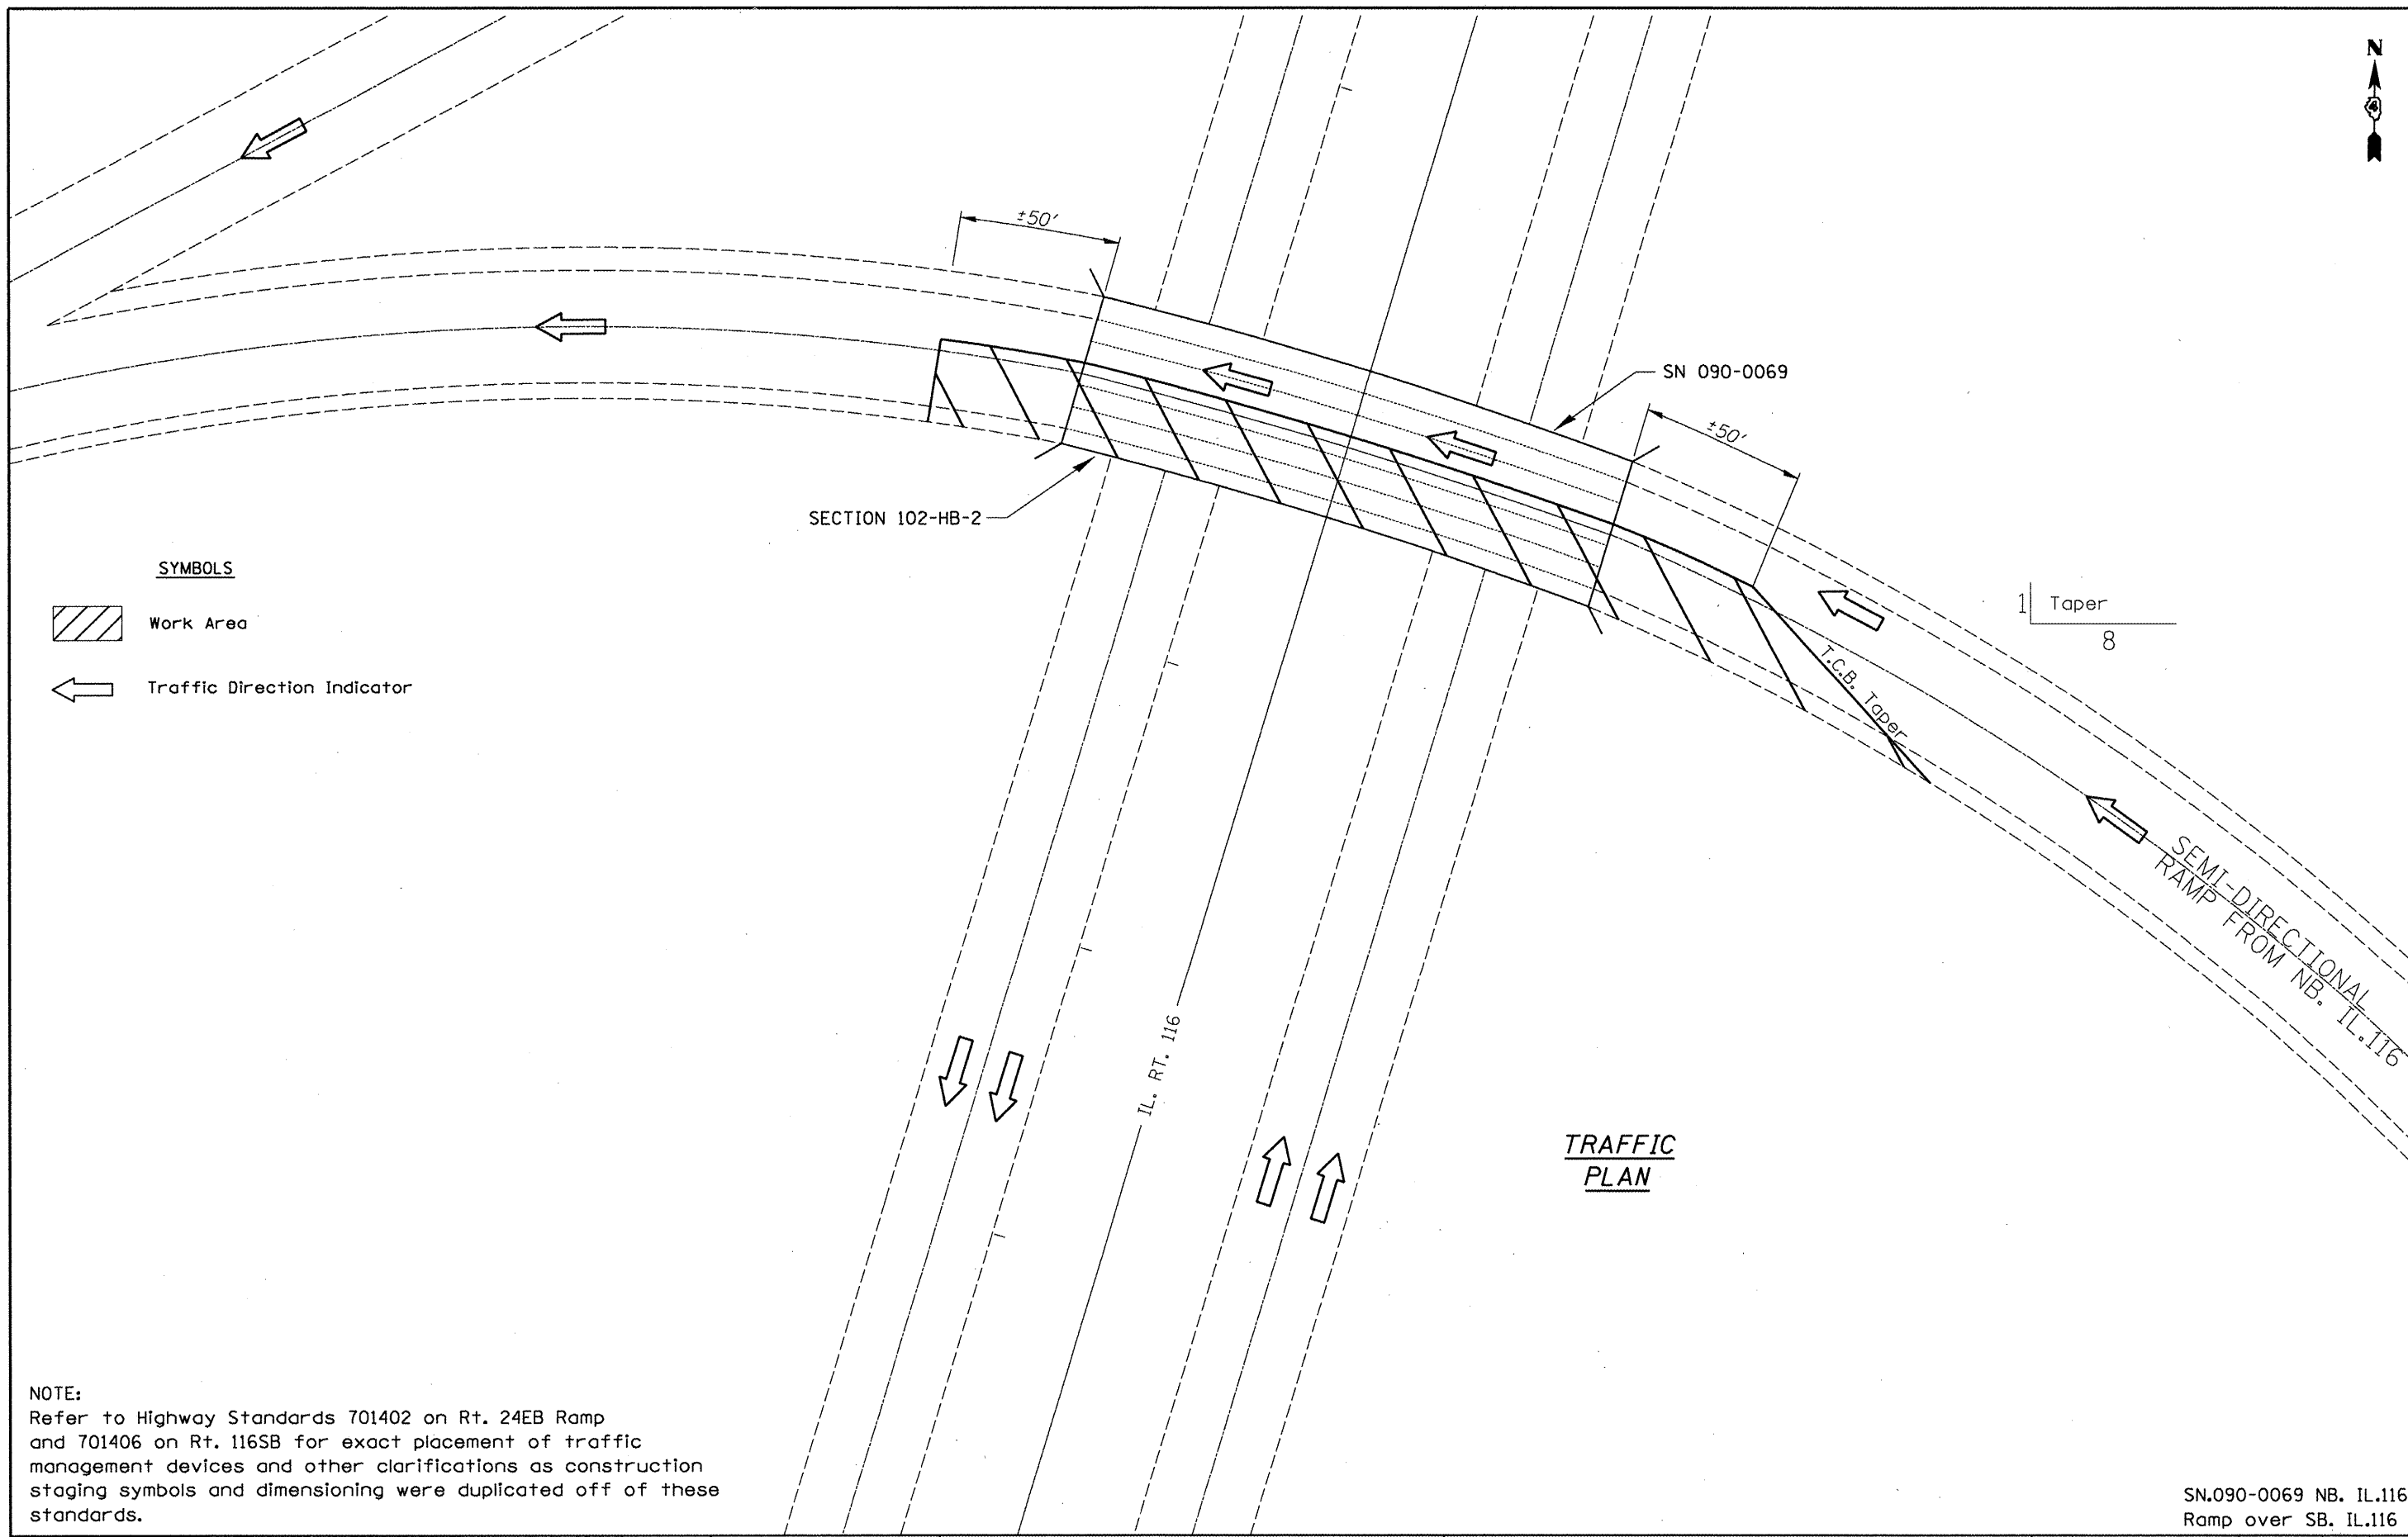 N
4
±50'
SN 090-0069
±50'
SECTION 102-HB-2
SYMBOLS
Work Area
Traffic Direction Indicator
1 Taper
8
T.C.B. Taper
SEMI-DIRECTIONAL
RAMP FROM NB. IL.116
IL. RT. 116
TRAFFIC
PLAN
NOTE:
Refer to Highway Standards 701402 on Rt. 24EB Ramp
and 701406 on Rt. 116SB for exact placement of traffic
management devices and other clarifications as construction
staging symbols and dimensioning were duplicated off of these
standards.
SN.090-0069 NB. IL.116
Ramp over SB. IL.116